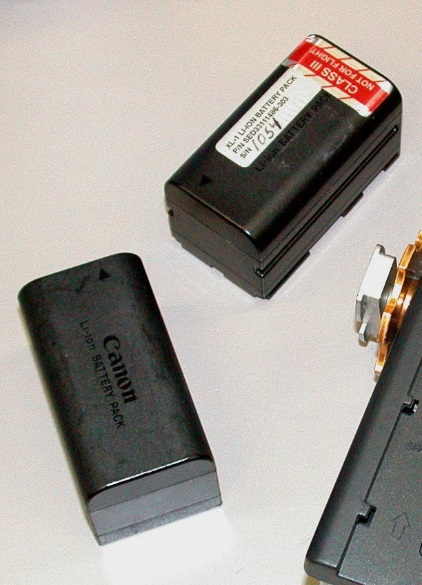 CLASS III
NOT FOR FLIGHT
XL-1 LI-ION BATTERY PACK
P/N SED33111486-303
S/N 1054
Li-ion BATTERY PACK
Canon
Li-ion BATTERY PACK